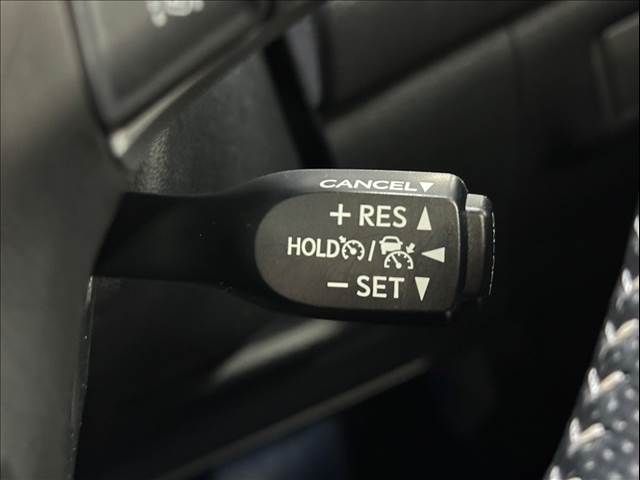 CANCEL▼
+ RES ▲
HOLD / ◀
− SET ▼